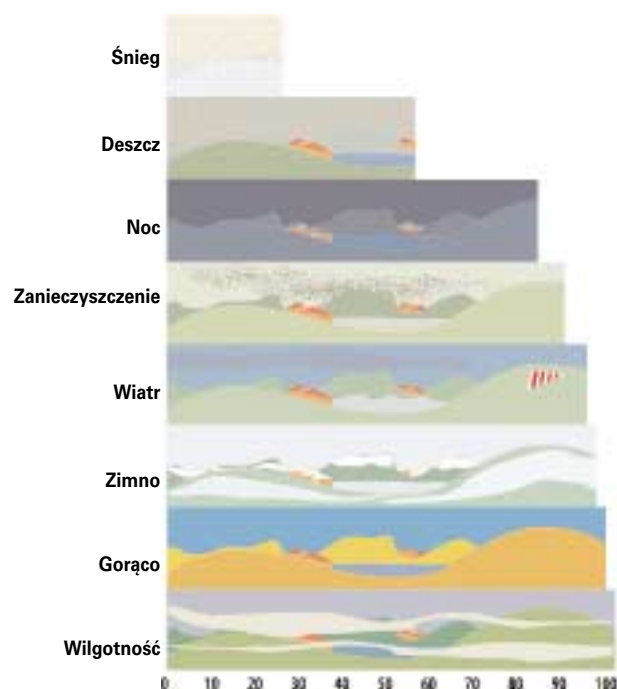 Śnieg
Deszcz
Noc
Zanieczyszczenie
Wiatr
Zimno
Gorąco
Wilgotność
0 10 20 30 40 50 60 70 80 90 100